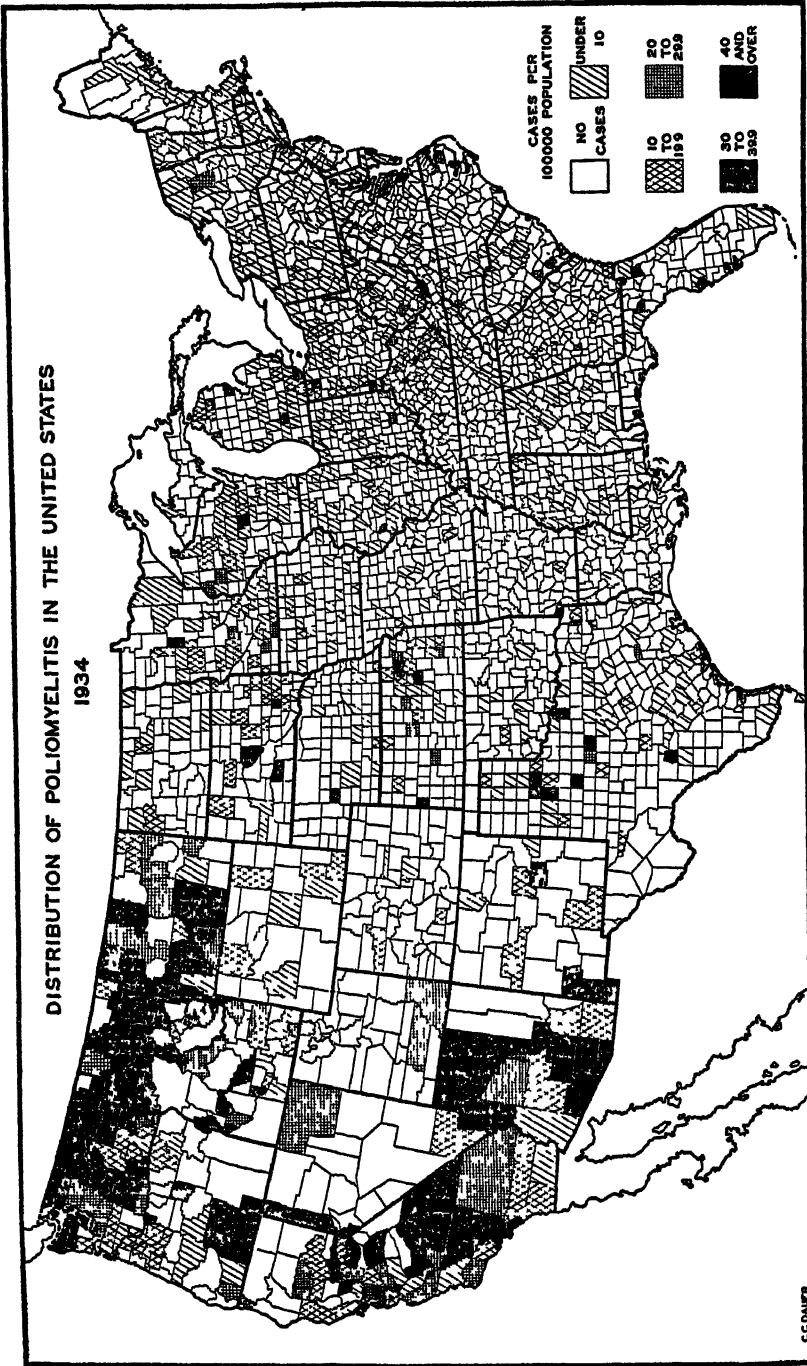 DISTRIBUTION OF POLIOMYELITIS IN THE UNITED STATES
1934
CASES PER
100000 POPULATION
NO
CASES
UNDER
10
10
TO
19.9
20
TO
29.9
30
TO
39.9
40
AND
OVER
C.C.DAUER